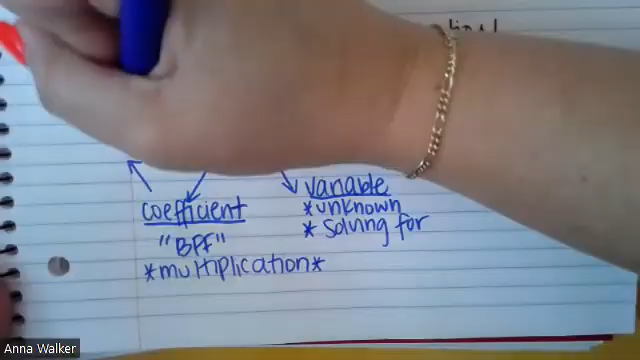 coefficient
"BFF"
*multiplication*
variable
*unknown
* solving for
Anna Walker